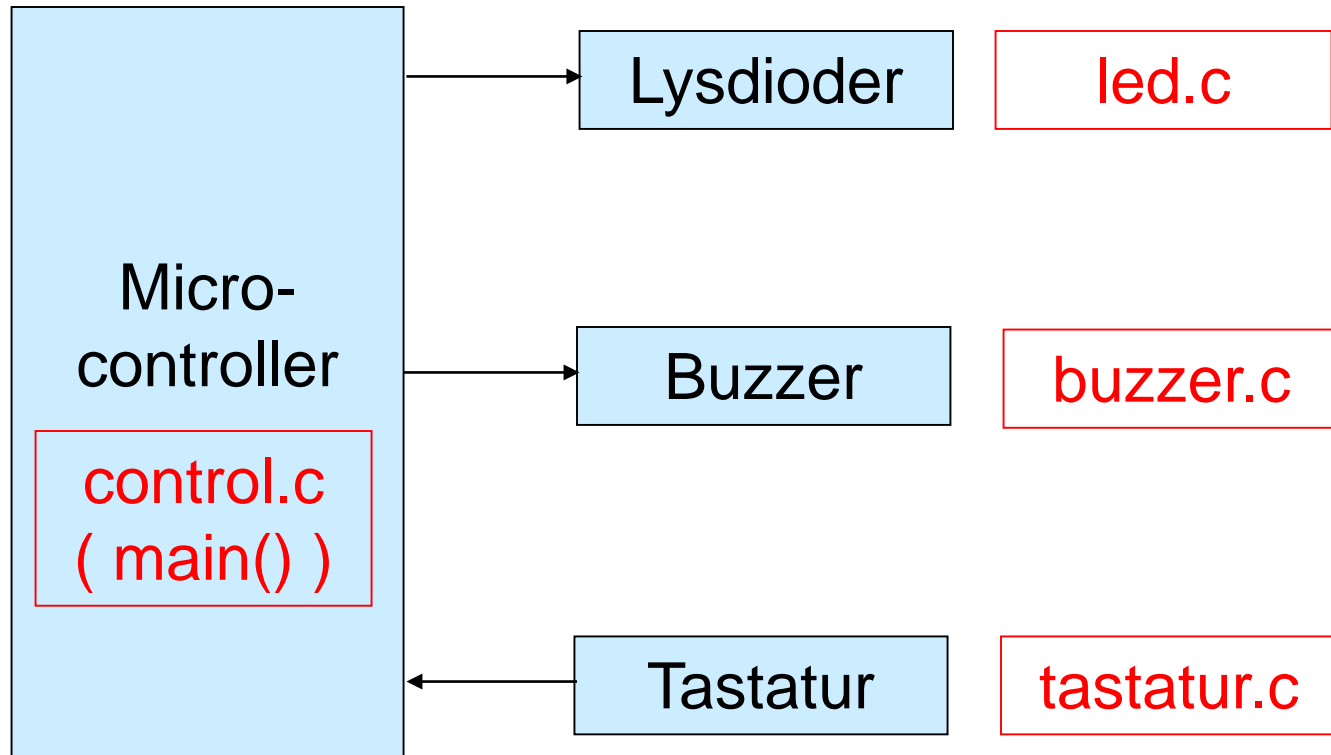 Lysdioder
led.c
Micro-
controller
control.c
( main() )
Buzzer
buzzer.c
Tastatur
tastatur.c